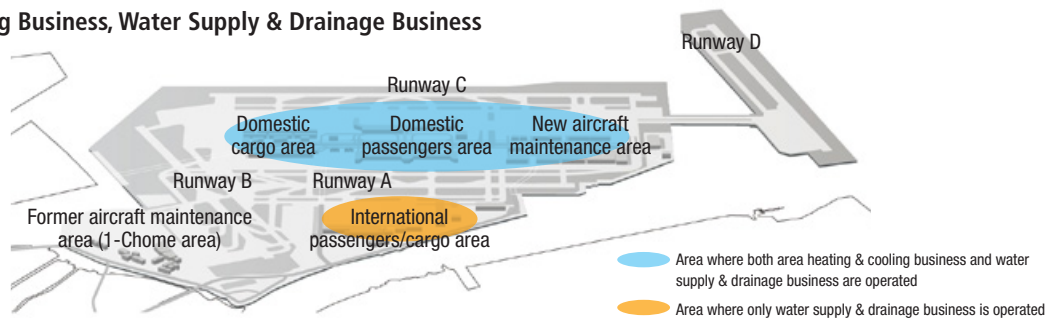 g Business, Water Supply & Drainage Business
Runway D
Runway C
Domestic
cargo area
Domestic
passengers area
New aircraft
maintenance area
Runway B
Runway A
Former aircraft maintenance
area (1-Chome area)
International
passengers/cargo area
Area where both area heating & cooling business and water
supply & drainage business are operated
Area where only water supply & drainage business is operated